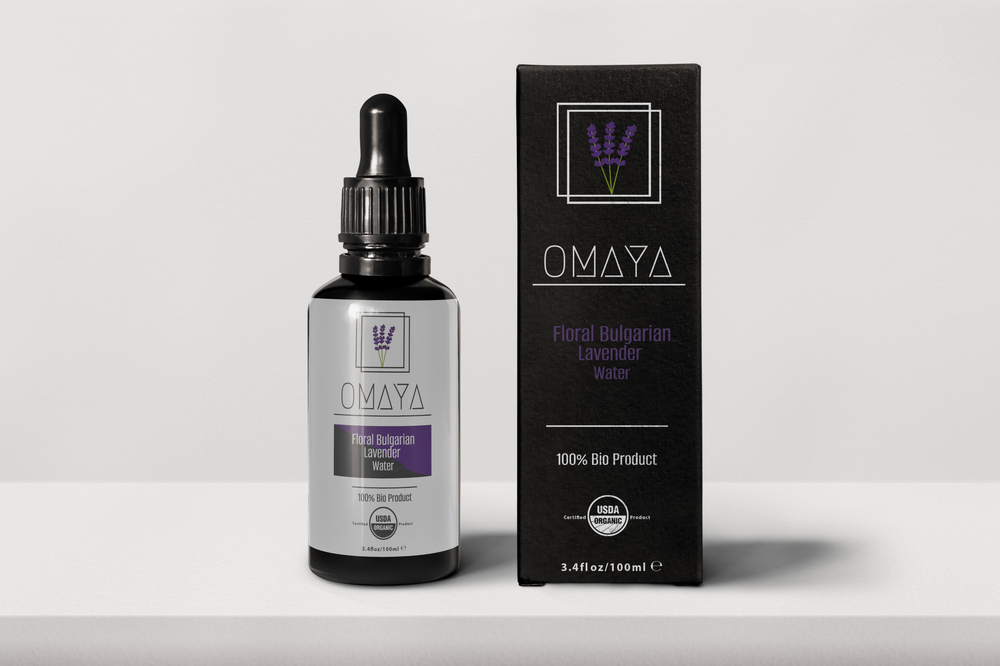 OMAYA
Floral Bulgarian
Lavender
Water
100% Bio Product
Certified USDA ORGANIC Product
3.4floz/100ml ℮
OMAYA
Floral Bulgarian
Lavender
Water
100% Bio Product
Certified USDA ORGANIC Product
3.4fl oz/100ml ℮